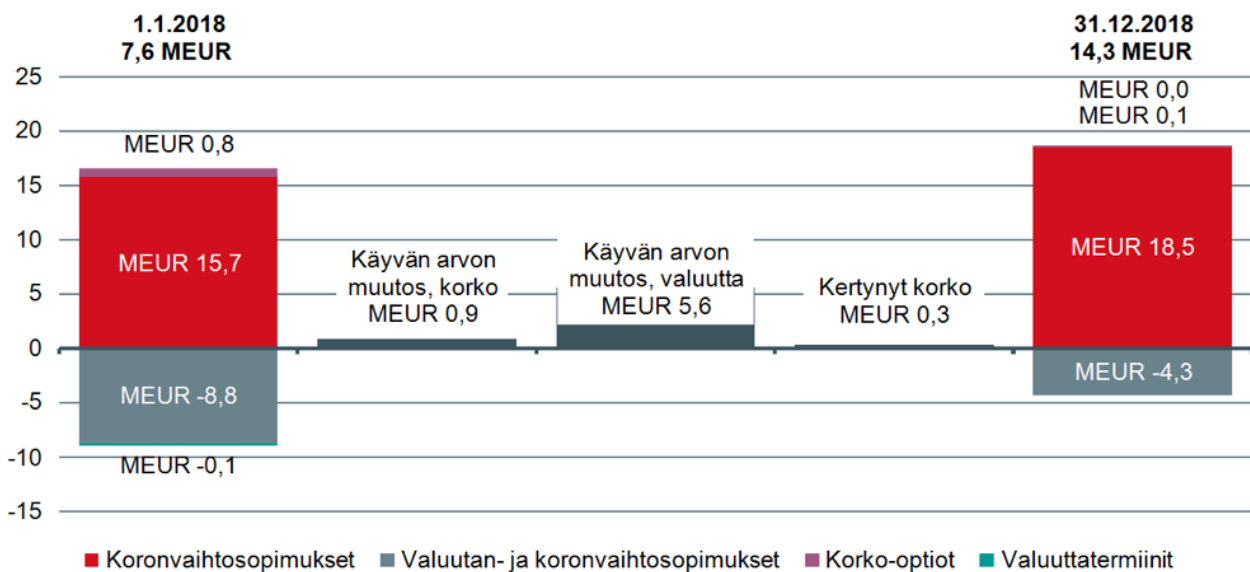 1.1.2018
7,6 MEUR
31.12.2018
14,3 MEUR
25
20
15
10
5
0
-5
-10
-15
MEUR 0,8
MEUR 15,7
MEUR -8,8
MEUR -0,1
Käyvän arvon
muutos, korko
MEUR 0,9
Käyvän arvon
muutos, valuutta
MEUR 5,6
Kertynyt korko
MEUR 0,3
MEUR 0,0
MEUR 0,1
MEUR 18,5
MEUR -4,3
Koronvaihtosopimukset
Valuutan- ja koronvaihtosopimukset
Korko-optiot
Valuuttatermiinit